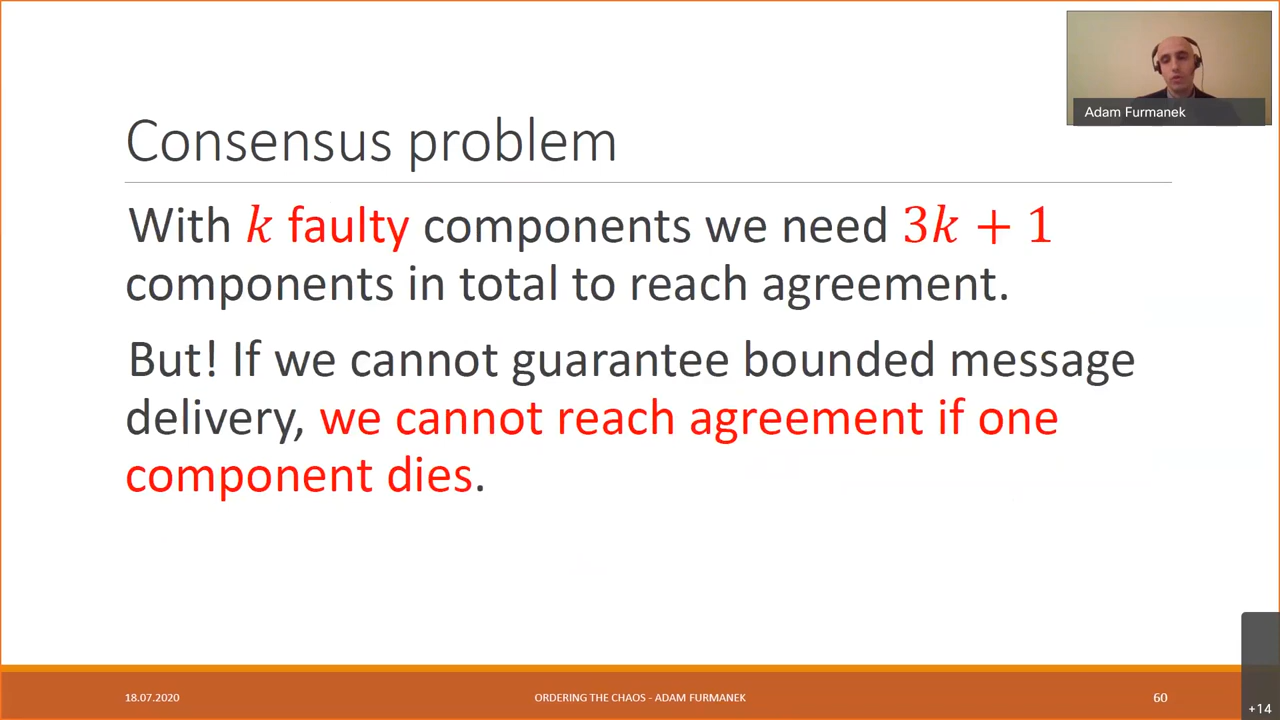 Adam Furmanek
Consensus problem
With k faulty components we need 3k + 1
components in total to reach agreement.
But! If we cannot guarantee bounded message
delivery, we cannot reach agreement if one
component dies.
18.07.2020
ORDERING THE CHAOS - ADAM FURMANEK
60
+14